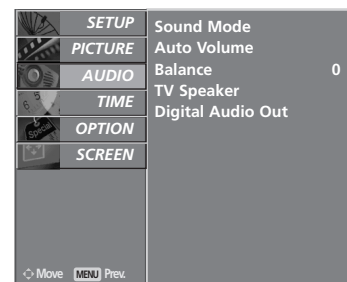 SETUP
PICTURE
AUDIO
TIME
OPTION
SCREEN
Move MENU Prev.
Sound Mode
Auto Volume
Balance 0
TV Speaker
Digital Audio Out
Special